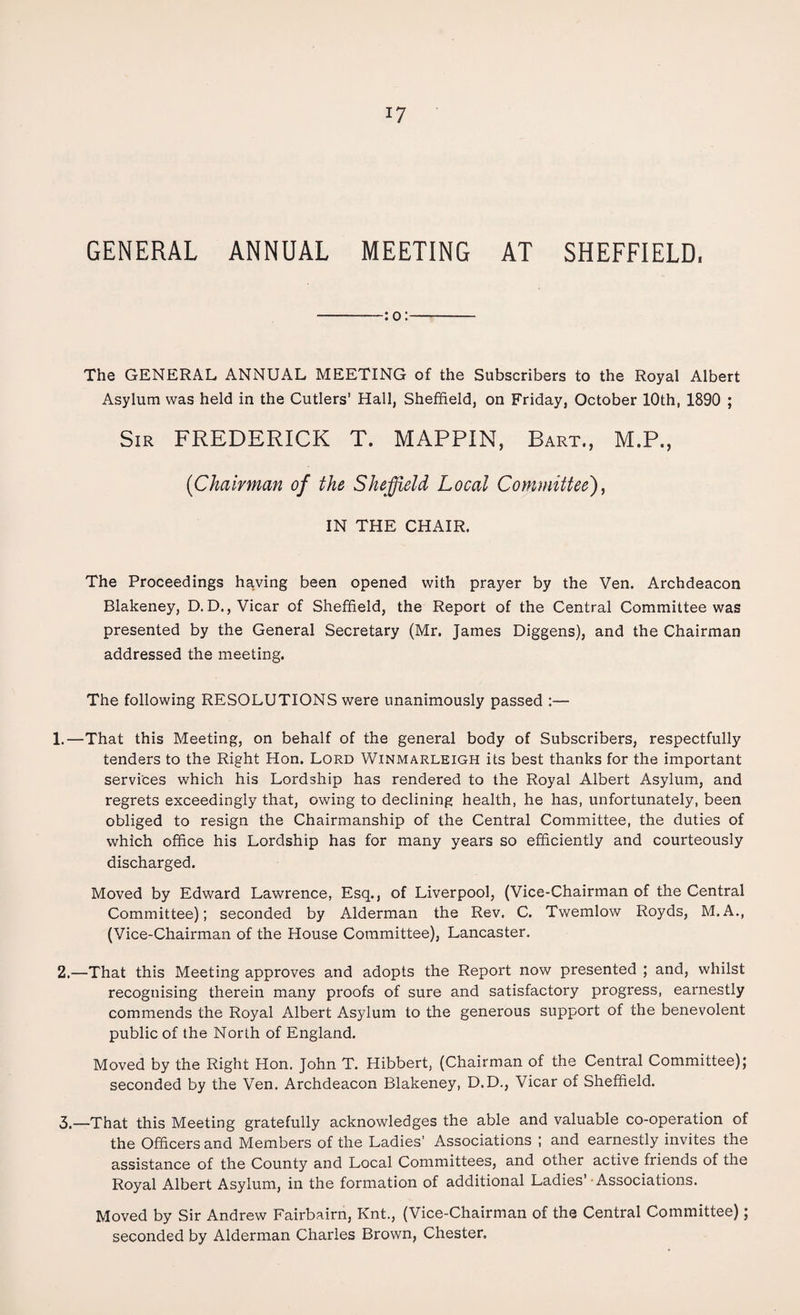 17
GENERAL ANNUAL MEETING AT SHEFFIELD.
:o:
The GENERAL ANNUAL MEETING of the Subscribers to the Royal Albert
Asylum was held in the Cutlers' Hall, Sheffield, on Friday, October 10th, 1890 ;
Sir FREDERICK T. MAPPIN, Bart., M.P.,
(Chairman of the Sheffield Local Committee),
IN THE CHAIR.
The Proceedings having been opened with prayer by the Ven. Archdeacon
Blakeney, D.D., Vicar of Sheffield, the Report of the Central Committee was
presented by the General Secretary (Mr. James Diggens), and the Chairman
addressed the meeting.
The following RESOLUTIONS were unanimously passed :—
1.—That this Meeting, on behalf of the general body of Subscribers, respectfully
tenders to the Right Hon. Lord Winmarleigh its best thanks for the important
services which his Lordship has rendered to the Royal Albert Asylum, and
regrets exceedingly that, owing to declining health, he has, unfortunately, been
obliged to resign the Chairmanship of the Central Committee, the duties of
which office his Lordship has for many years so efficiently and courteously
discharged.
Moved by Edward Lawrence, Esq., of Liverpool, (Vice-Chairman of the Central
Committee); seconded by Alderman the Rev. C. Twemlow Royds, M.A.,
(Vice-Chairman of the House Committee), Lancaster.
2.—That this Meeting approves and adopts the Report now presented ; and, whilst
recognising therein many proofs of sure and satisfactory progress, earnestly
commends the Royal Albert Asylum to the generous support of the benevolent
public of the North of England.
Moved by the Right Hon. John T. Hibbert, (Chairman of the Central Committee);
seconded by the Ven. Archdeacon Blakeney, D.D., Vicar of Sheffield.
3.—That this Meeting gratefully acknowledges the able and valuable co-operation of
the Officers and Members of the Ladies' Associations ; and earnestly invites the
assistance of the County and Local Committees, and other active friends of the
Royal Albert Asylum, in the formation of additional Ladies' Associations.
Moved by Sir Andrew Fairbairn, Knt., (Vice-Chairman of the Central Committee) ;
seconded by Alderman Charles Brown, Chester.